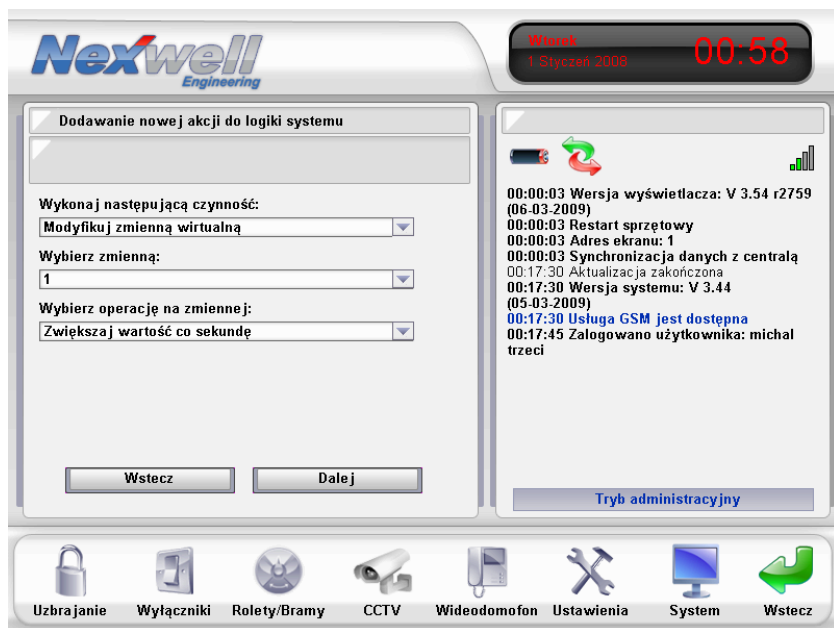 Nexwell
Engineering
Wtorek
1 Styczeń 2008
00:58
Dodawanie nowej akcji do logiki systemu
Wykonaj następującą czynność:
Modyfikuj zmienną wirtualną
Wybierz zmienną:
1
Wybierz operację na zmiennej:
Zwiększaj wartość co sekundę
Wstecz
Dalej
00:00:03 Wersja wyświetlacza: V 3.54 r2759
(06-03-2009)
00:00:03 Restart sprzętowy
00:00:03 Adres ekranu: 1
00:00:03 Synchronizacja danych z centralą
00:17:30 Aktualizacja zakończona
00:17:30 Wersja systemu: V 3.44
(05-03-2009)
00:17:30 Usługa GSM jest dostępna
00:17:45 Zalogowano użytkownika: michal
trzeci
Tryb administracyjny
Uzbrajanie
Wyłączniki
Rolety/Bramy
CCTV
Wideodomofon
Ustawienia
System
Wstecz